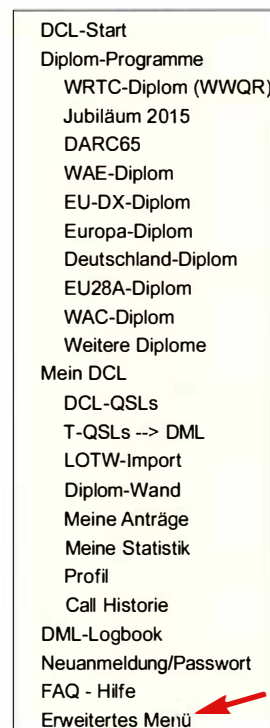 DCL-Start
Diplom-Programme
WRTC-Diplom (WWQR)
Jubiläum 2015
DARC65
WAE-Diplom
EU-DX-Diplom
Europa-Diplom
Deutschland-Diplom
EU28A-Diplom
WAC-Diplom
Weitere Diplome
Mein DCL
DCL-QSLs
T-QSLs --> DML
LOTW-Import
Diplom-Wand
Meine Anträge
Meine Statistik
Profil
Call Historie
DML-Logbook
Neuanmeldung/Passwort
FAQ - Hilfe
Erweitertes Menü